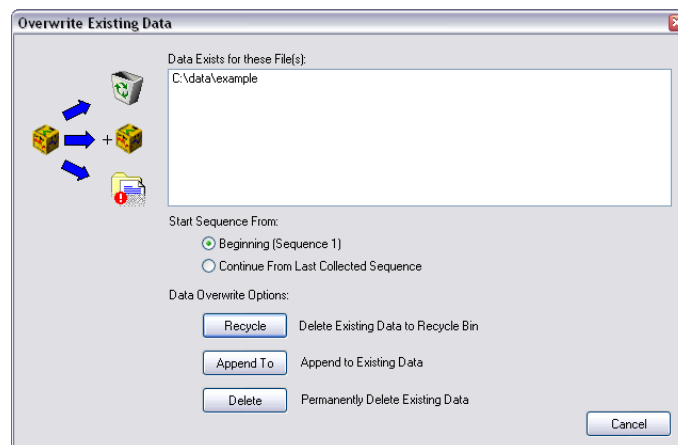 Overwrite Existing Data
Data Exists for these File(s):
C:\data\example
+
Start Sequence From:
Beginning (Sequence 1)
Continue From Last Collected Sequence
Data Overwrite Options:
Recycle Delete Existing Data to Recycle Bin
Append To Append to Existing Data
Delete Permanently Delete Existing Data
Cancel